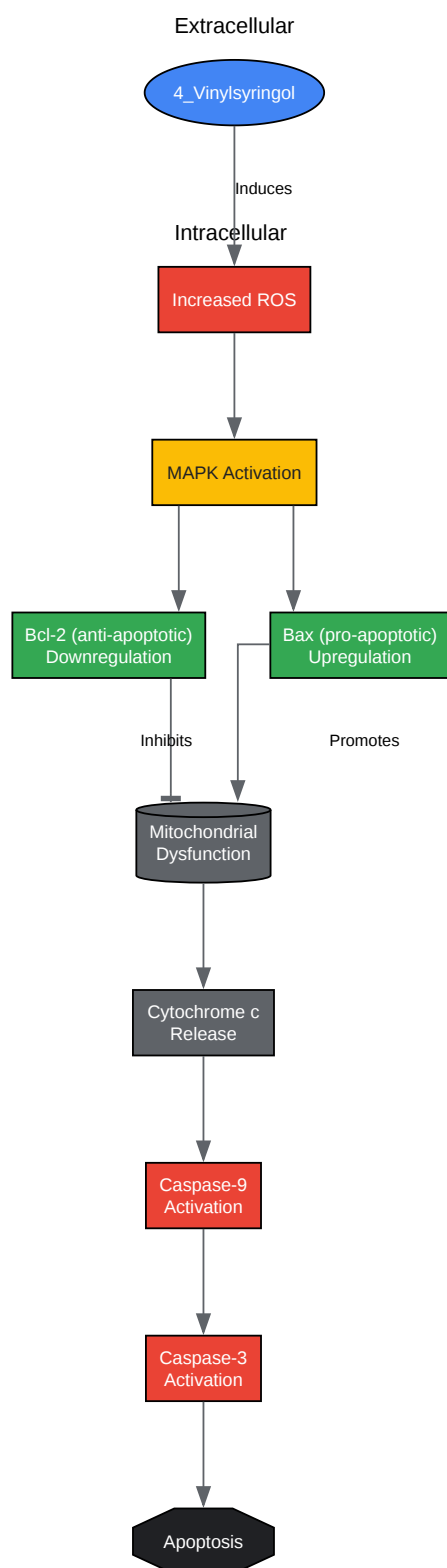 Extracellular
4_Vinylsyringol
Induces
Intracellular
Increased ROS
MAPK Activation
Bcl-2 (anti-apoptotic)
Downregulation
Bax (pro-apoptotic)
Upregulation
Inhibits
Promotes
Mitochondrial
Dysfunction
Cytochrome c
Release
Caspase-9
Activation
Caspase-3
Activation
Apoptosis